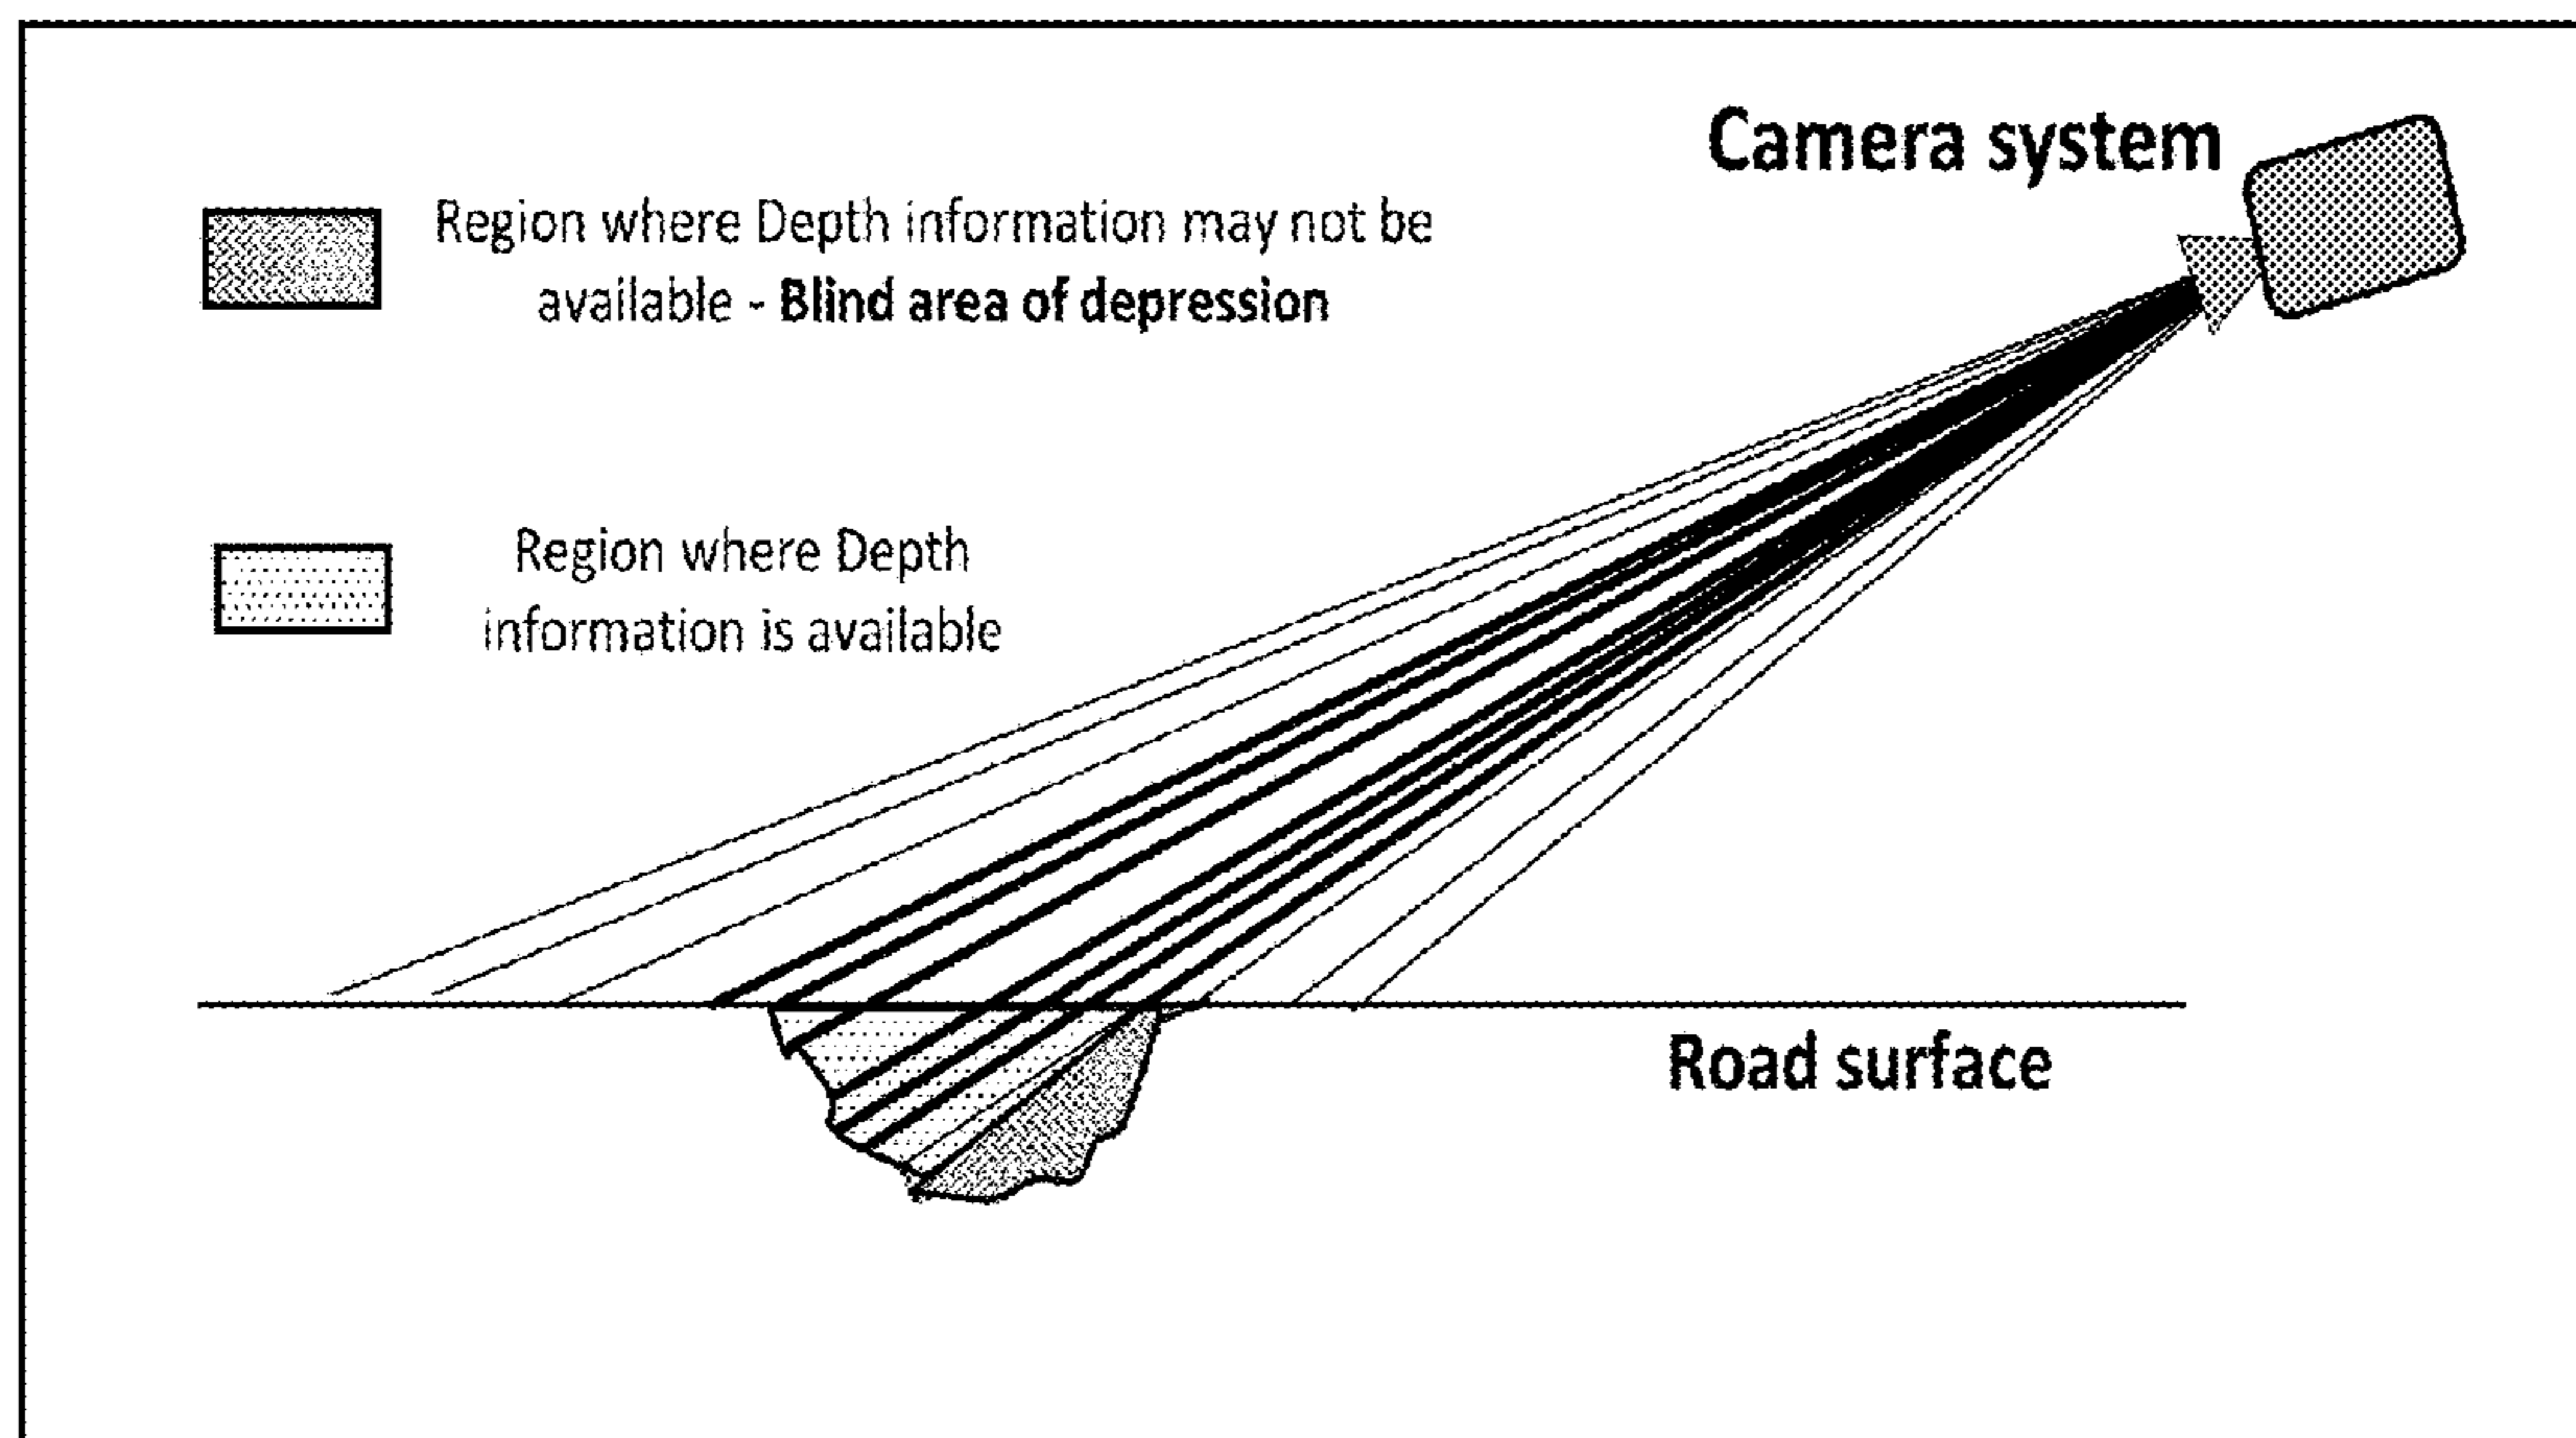 Camera system
Region where Depth information may not be
available - Blind area of depression
Region where Depth
information is available
Road surface